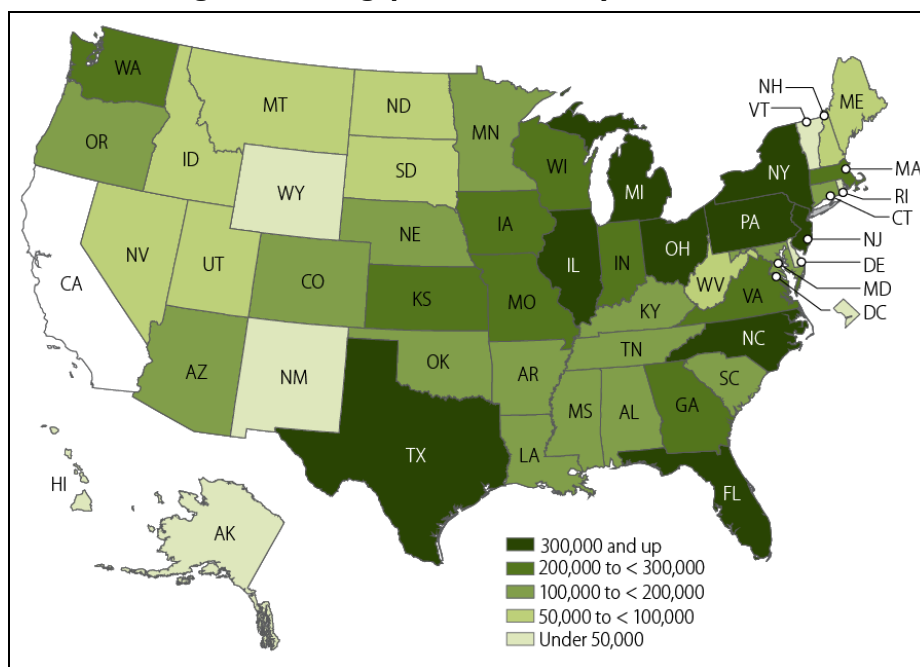 WA
MT
ND
MN
OR
ID
SD
WI
WY
MI
NH
VT
ME
NY
MA
RI
CT
NJ
DE
MD
DC
PA
NV
UT
CO
NE
IA
IL
IN
OH
WV
VA
CA
KS
MO
KY
NC
AZ
NM
OK
AR
TN
SC
MS
AL
GA
TX
LA
FL
HI
AK
300,000 and up
200,000 to < 300,000
100,000 to < 200,000
50,000 to < 100,000
Under 50,000